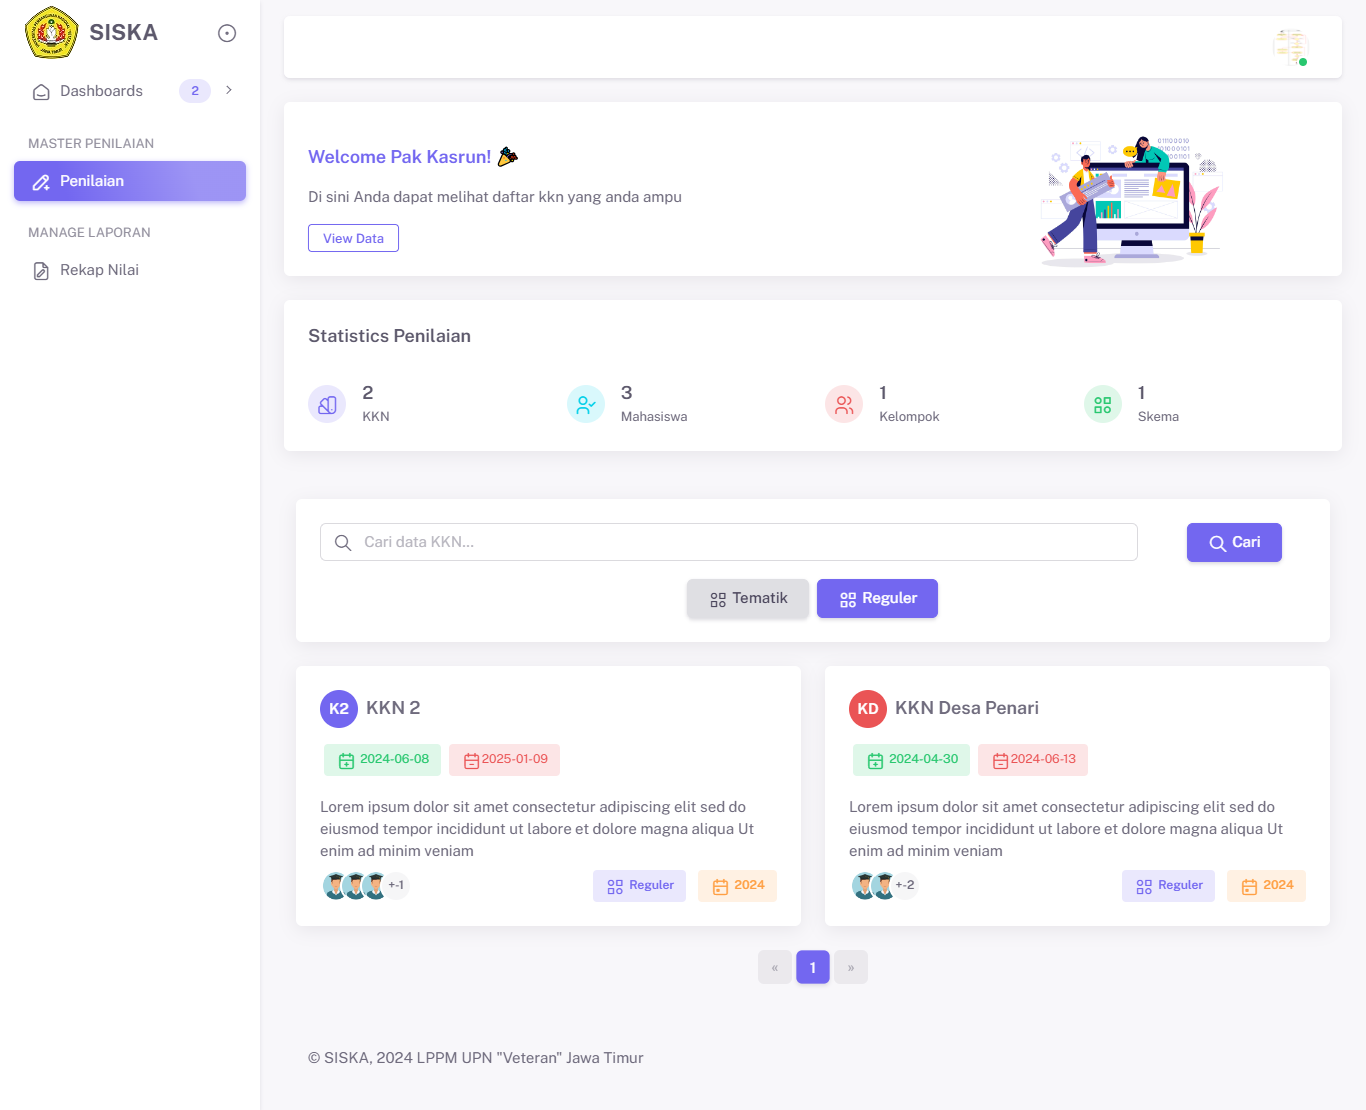 SISKA
Dashboards 2
MASTER PENILAIAN
Penilaian
MANAGE LAPORAN
Rekap Nilai
Welcome Pak Kasrun!
Di sini Anda dapat melihat daftar kkn yang anda ampu
View Data
Statistics Penilaian
2
KKN
3
Mahasiswa
1
Kelompok
1
Skema
Cari data KKN...
Cari
Tematik
Reguler
K2 KKN 2
2024-06-08 2025-01-09
Lorem ipsum dolor sit amet consectetur adipiscing elit sed do
eiusmod tempor incididunt ut labore et dolore magna aliqua Ut
enim ad minim veniam
+-1 Reguler 2024
KD KKN Desa Penari
2024-04-30 2024-06-13
Lorem ipsum dolor sit amet consectetur adipiscing elit sed do
eiusmod tempor incididunt ut labore et dolore magna aliqua Ut
enim ad minim veniam
+-2 Reguler 2024
« 1 »
© SISKA, 2024 LPPM UPN "Veteran" Jawa Timur